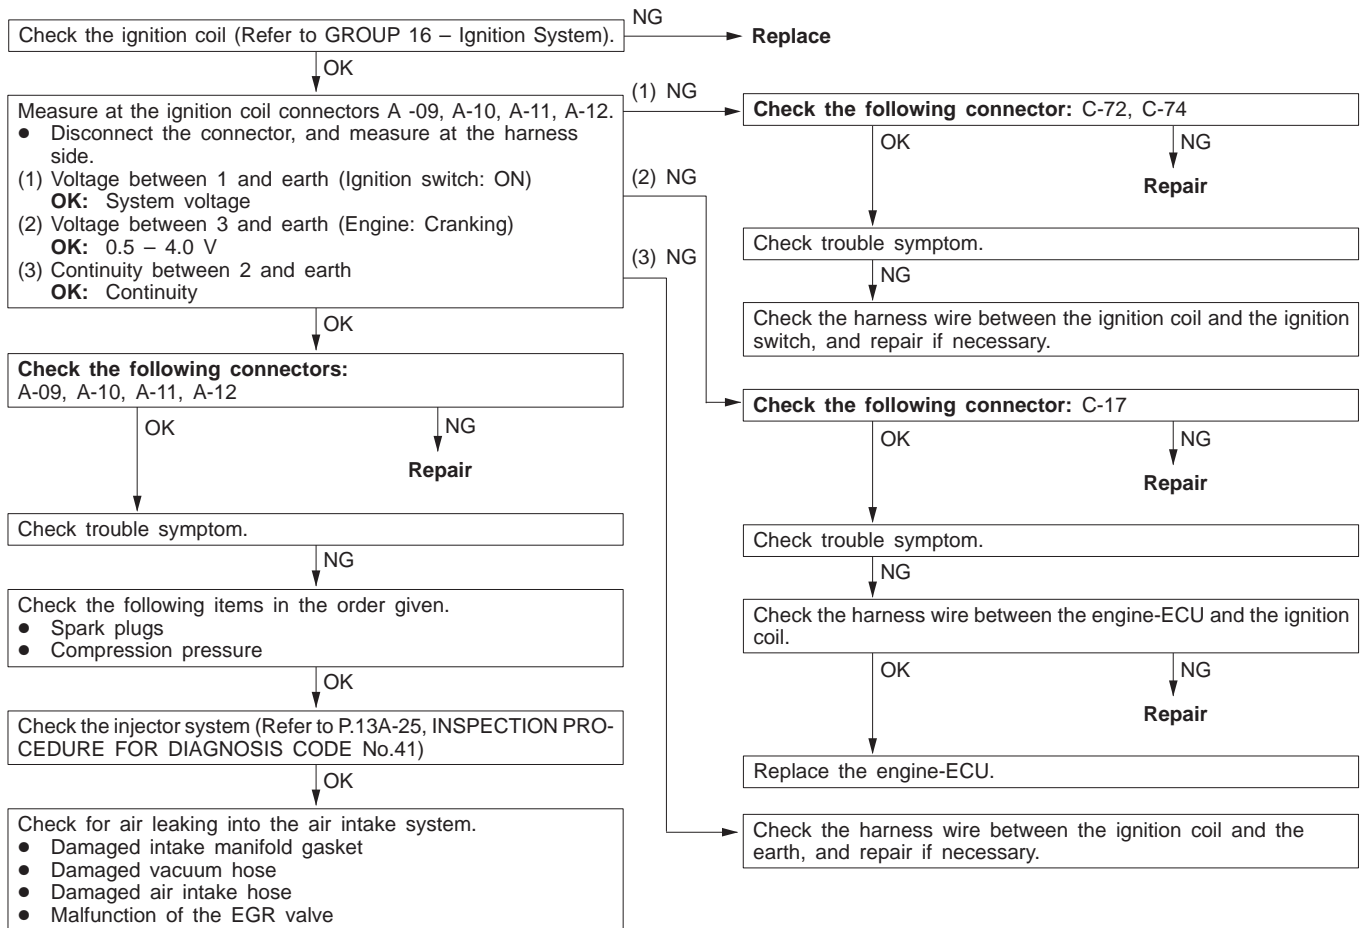 Check the ignition coil (Refer to GROUP 16 – Ignition System).
NG
Replace
OK
Measure at the ignition coil connectors A -09, A-10, A-11, A-12.
● Disconnect the connector, and measure at the harness
side.
(1) Voltage between 1 and earth (Ignition switch: ON)
OK: System voltage
(2) Voltage between 3 and earth (Engine: Cranking)
OK: 0.5 – 4.0 V
(3) Continuity between 2 and earth
OK: Continuity
OK
Check the following connectors:
A-09, A-10, A-11, A-12
OK
NG
Repair
Check trouble symptom.
NG
Check the following items in the order given.
● Spark plugs
● Compression pressure
OK
Check the injector system (Refer to P.13A-25, INSPECTION PRO-
CEDURE FOR DIAGNOSIS CODE No.41)
OK
Check for air leaking into the air intake system.
● Damaged intake manifold gasket
● Damaged vacuum hose
● Damaged air intake hose
● Malfunction of the EGR valve
(1) NG
Check the following connector: C-72, C-74
OK
NG
Repair
Check trouble symptom.
NG
Check the harness wire between the ignition coil and the ignition
switch, and repair if necessary.
(2) NG
Check the following connector: C-17
OK
NG
Repair
Check trouble symptom.
NG
Check the harness wire between the engine-ECU and the ignition
coil.
OK
NG
Repair
Replace the engine-ECU.
(3) NG
Check the harness wire between the ignition coil and the
earth, and repair if necessary.